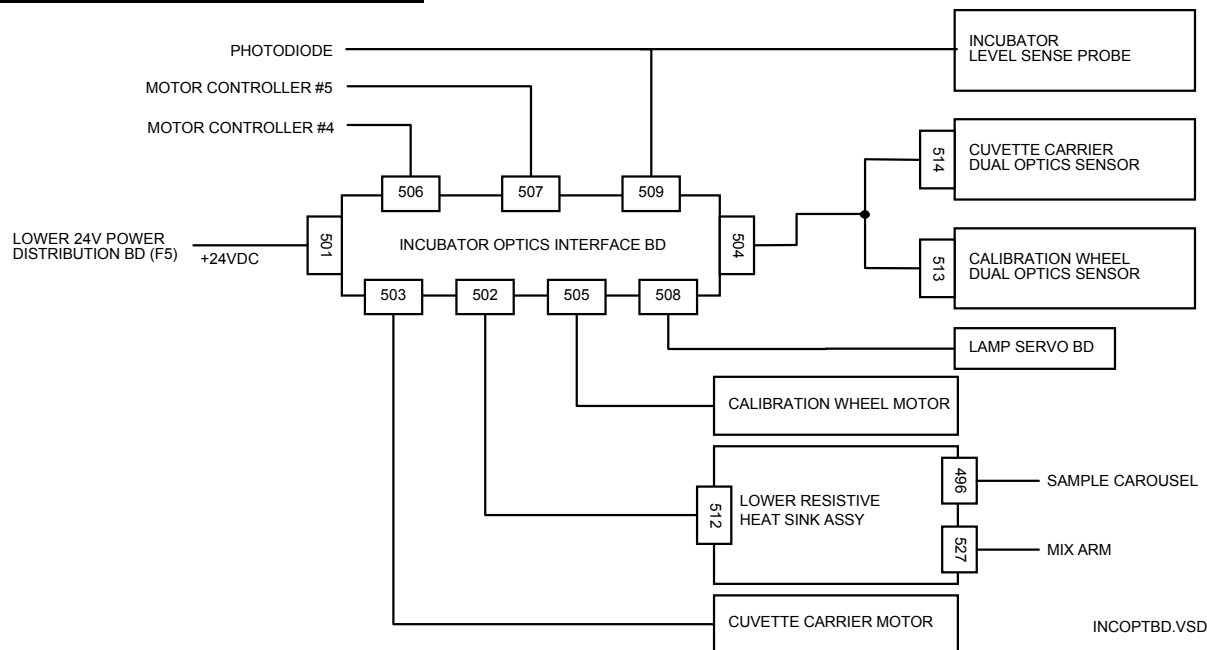 PHOTODIODE
INCUBATOR
LEVEL SENSE PROBE
MOTOR CONTROLLER #5
MOTOR CONTROLLER #4
514
CUVETTE CARRIER
DUAL OPTICS SENSOR
506
507
509
LOWER 24V POWER
DISTRIBUTION BD (F5)
+24VDC
501
INCUBATOR OPTICS INTERFACE BD
504
513
CALIBRATION WHEEL
DUAL OPTICS SENSOR
503
502
505
508
LAMP SERVO BD
CALIBRATION WHEEL MOTOR
512
LOWER RESISTIVE
HEAT SINK ASSY
496
SAMPLE CAROUSEL
527
MIX ARM
CUVETTE CARRIER MOTOR
INCOPTBD.VSD